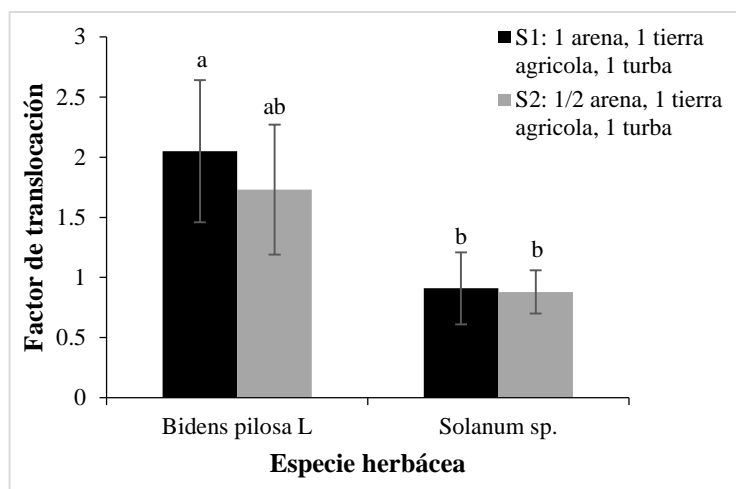 Factor de translocación
3
2.5
2
1.5
1
0.5
0
a
ab
b
b
S1: 1 arena, 1 tierra
agricola, 1 turba
S2: 1/2 arena, 1 tierra
agricola, 1 turba
Bidens pilosa L
Solanum sp.
Especie herbácea